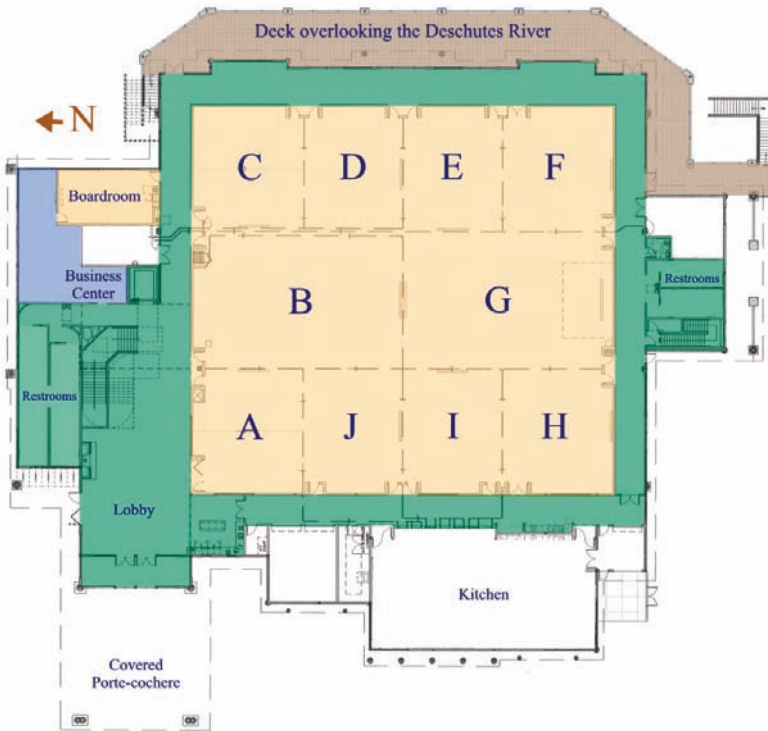 Deck overlooking the Deschutes River
N
C D E F
Boardroom
Business
Center
Restrooms
B G
Restrooms
A J I H
Lobby
Kitchen
Covered
Porte-cochere